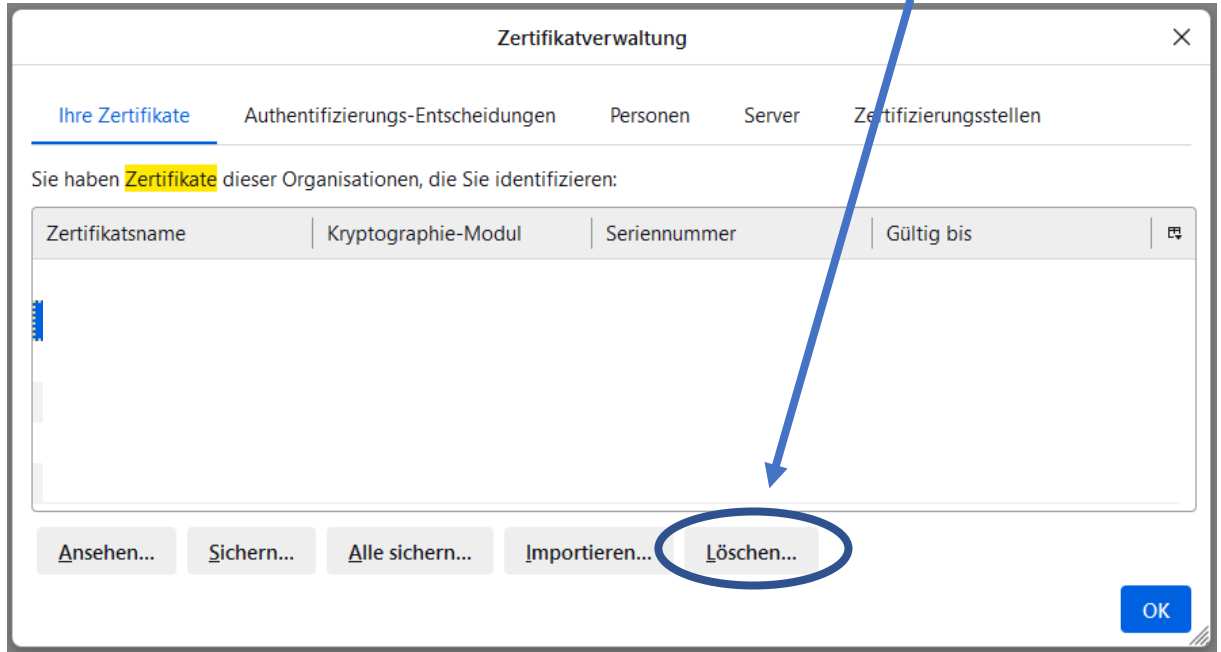 Zertifikatverwaltung
Ihre Zertifikate Authentifizierungs-Entscheidungen Personen Server Zertifizierungsstellen
Sie haben Zertifikate dieser Organisationen, die Sie identifizieren:
Zertifikatsname Kryptographie-Modul Seriennummer Gültig bis
Ansehen... Sichern... Alle sichern... Importieren... Löschen...
OK